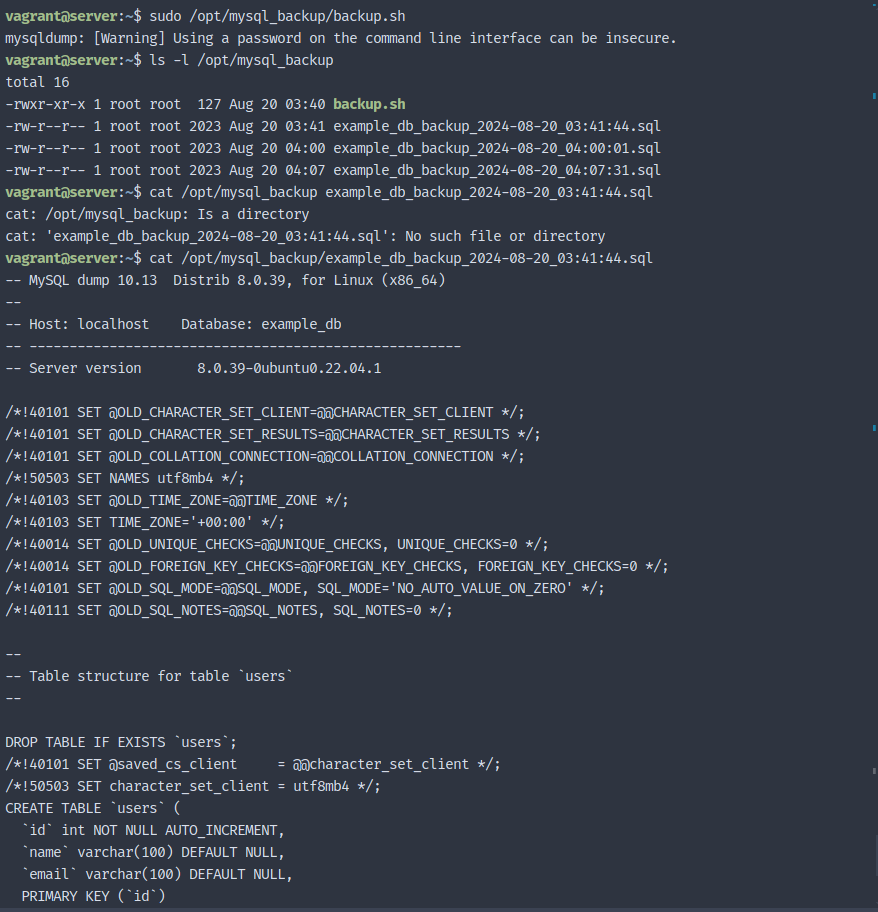 vagrant@server:~$ sudo /opt/mysql_backup/backup.sh
mysqldump: [Warning] Using a password on the command line interface can be insecure.
vagrant@server:~$ ls -l /opt/mysql_backup
total 16
-rwxr-xr-x 1 root root  127 Aug 20 03:40 backup.sh
-rw-r--r-- 1 root root 2023 Aug 20 03:41 example_db_backup_2024-08-20_03:41:44.sql
-rw-r--r-- 1 root root 2023 Aug 20 04:00 example_db_backup_2024-08-20_04:00:01.sql
-rw-r--r-- 1 root root 2023 Aug 20 04:07 example_db_backup_2024-08-20_04:07:31.sql
vagrant@server:~$ cat /opt/mysql_backup example_db_backup_2024-08-20_03:41:44.sql
cat: /opt/mysql_backup: Is a directory
cat: 'example_db_backup_2024-08-20_03:41:44.sql': No such file or directory
vagrant@server:~$ cat /opt/mysql_backup/example_db_backup_2024-08-20_03:41:44.sql
-- MySQL dump 10.13  Distrib 8.0.39, for Linux (x86_64)
--
-- Host: localhost    Database: example_db
-- ------------------------------------------------------
-- Server version       8.0.39-0ubuntu0.22.04.1

/*!40101 SET @OLD_CHARACTER_SET_CLIENT=@@CHARACTER_SET_CLIENT */;
/*!40101 SET @OLD_CHARACTER_SET_RESULTS=@@CHARACTER_SET_RESULTS */;
/*!40101 SET @OLD_COLLATION_CONNECTION=@@COLLATION_CONNECTION */;
/*!50503 SET NAMES utf8mb4 */;
/*!40103 SET @OLD_TIME_ZONE=@@TIME_ZONE */;
/*!40103 SET TIME_ZONE='+00:00' */;
/*!40014 SET @OLD_UNIQUE_CHECKS=@@UNIQUE_CHECKS, UNIQUE_CHECKS=0 */;
/*!40014 SET @OLD_FOREIGN_KEY_CHECKS=@@FOREIGN_KEY_CHECKS, FOREIGN_KEY_CHECKS=0 */;
/*!40101 SET @OLD_SQL_MODE=@@SQL_MODE, SQL_MODE='NO_AUTO_VALUE_ON_ZERO' */;
/*!40111 SET @OLD_SQL_NOTES=@@SQL_NOTES, SQL_NOTES=0 */;

--
-- Table structure for table `users`
--

DROP TABLE IF EXISTS `users`;
/*!40101 SET @saved_cs_client     = @@character_set_client */;
/*!50503 SET character_set_client = utf8mb4 */;
CREATE TABLE `users` (
  `id` int NOT NULL AUTO_INCREMENT,
  `name` varchar(100) DEFAULT NULL,
  `email` varchar(100) DEFAULT NULL,
  PRIMARY KEY (`id`)